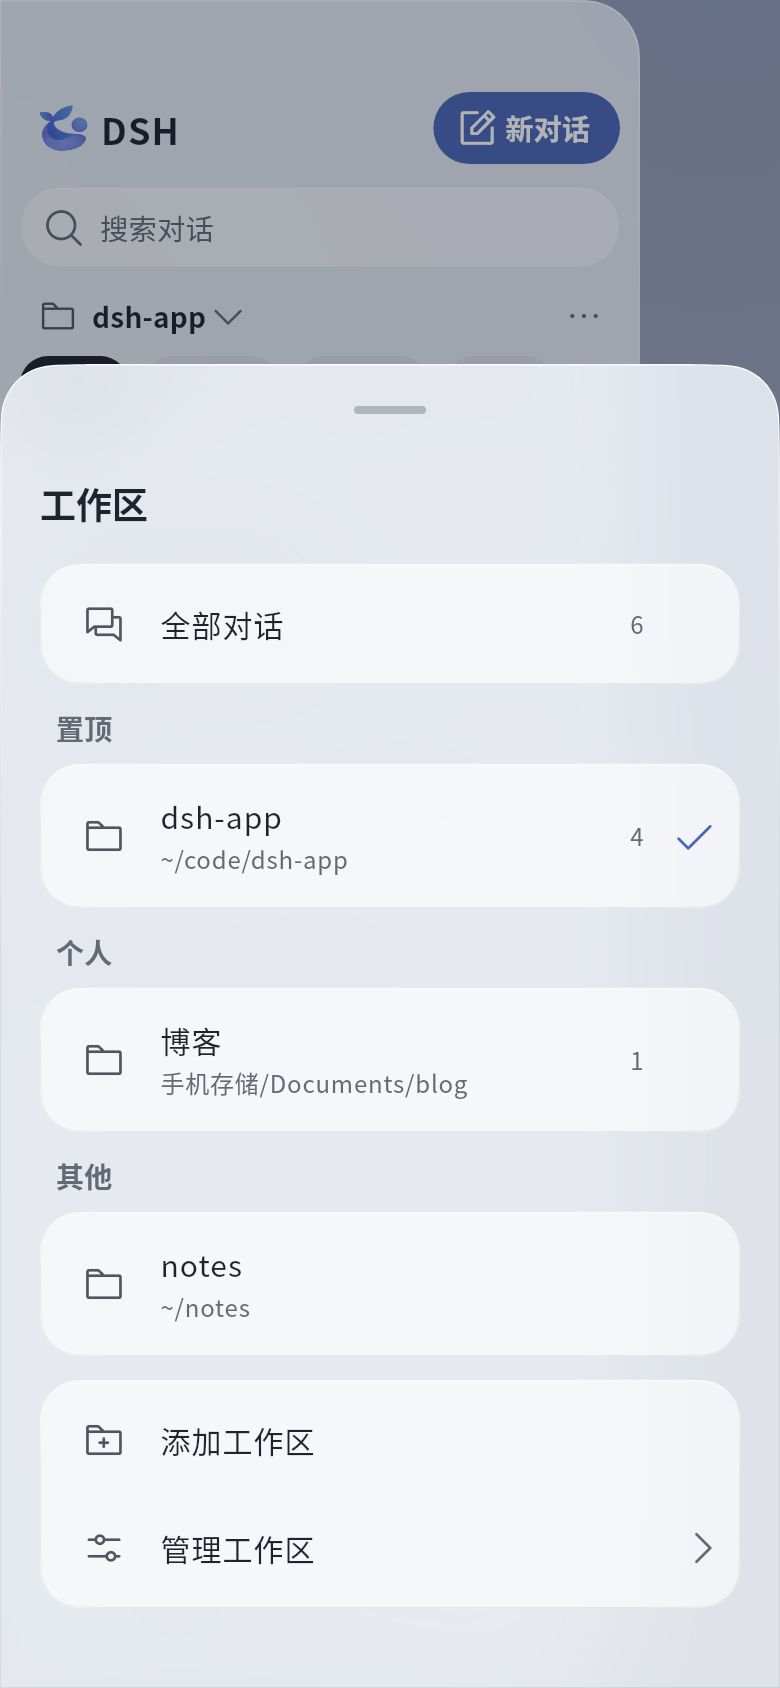 DSH
新对话
搜索对话
dsh-app
工作区
全部对话
6
置顶
dsh-app
~/code/dsh-app
4
个人
博客
手机存储/Documents/blog
1
其他
notes
~/notes
添加工作区
管理工作区